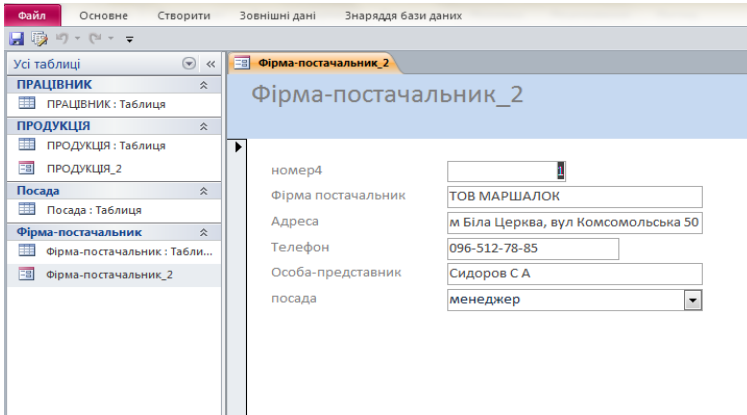 Файл Основне Створити Зовнішні дані Знаряддя бази даних
Усі таблиці
ПРАЦІВНИК
ПРАЦІВНИК : Таблиця
ПРОДУКЦІЯ
ПРОДУКЦІЯ : Таблиця
ПРОДУКЦІЯ_2
Посада
Посада : Таблиця
Фірма-постачальник
Фірма-постачальник : Табли...
Фірма-постачальник_2
Фірма-постачальник_2
Фірма-постачальник_2
номер4 1
Фірма постачальник ТОВ МАРШАЛОК
Адреса м Біла Церква, вул Комсомольська 50
Телефон 096-512-78-85
Особа-представник Сидоров С А
посада менеджер